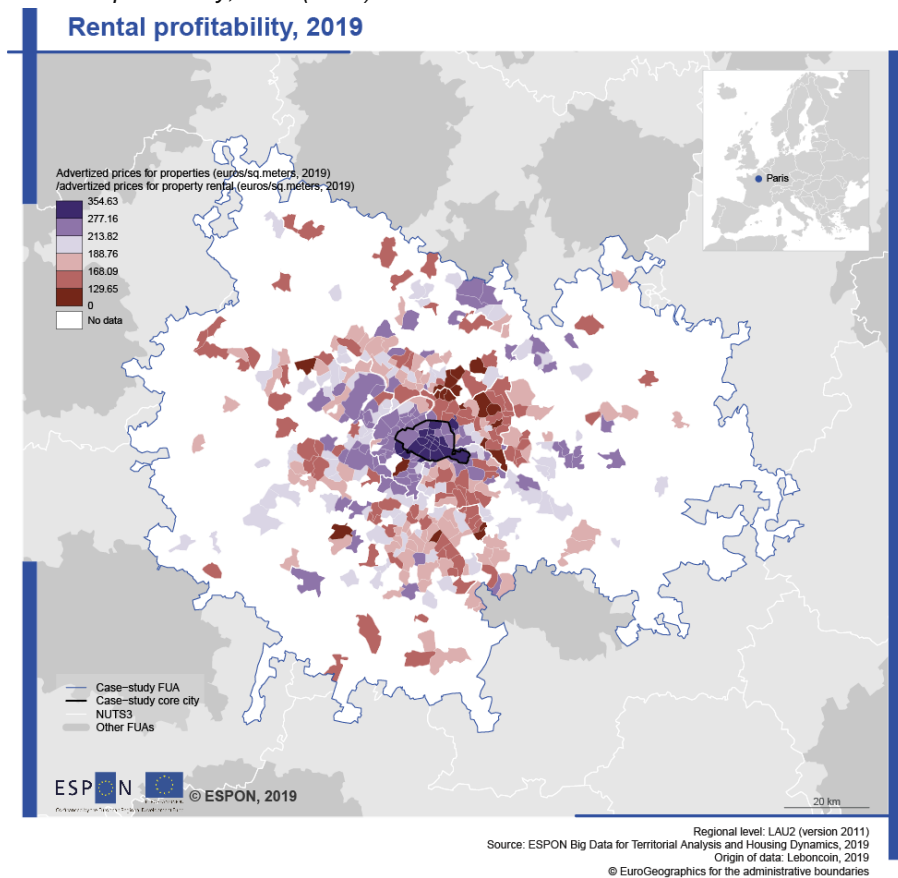 Rental profitability, 2019
Advertized prices for properties (euros/sq.meters, 2019)
/advertized prices for property rental (euros/sq.meters, 2019)
354.63
277.16
213.82
188.76
168.09
129.65
0
No data
Paris
Case-study FUA
Case-study core city
NUTS3
Other FUAs
ESPON
© ESPON, 2019
20 km
Regional level: LAU2 (version 2011)
Source: ESPON Big Data for Territorial Analysis and Housing Dynamics, 2019
Origin of data: Leboncoin, 2019
© EuroGeographics for the administrative boundaries